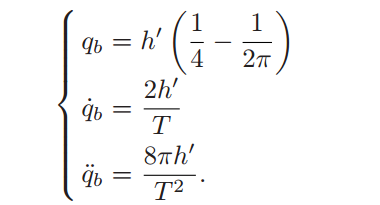 q_b = h' (1/4 − 1/2π)
q̇_b = 2h'/T
q̈_b = 8πh'/T².